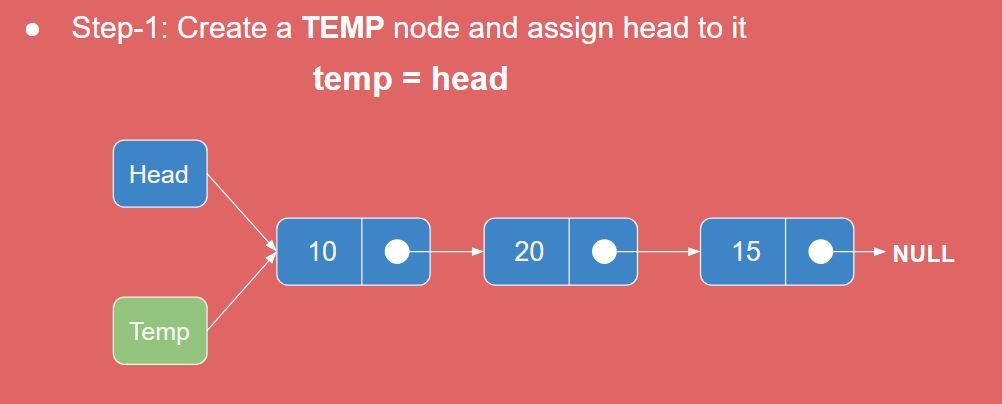 ● Step-1: Create a TEMP node and assign head to it
temp = head
Head
10
20
15
NULL
Temp